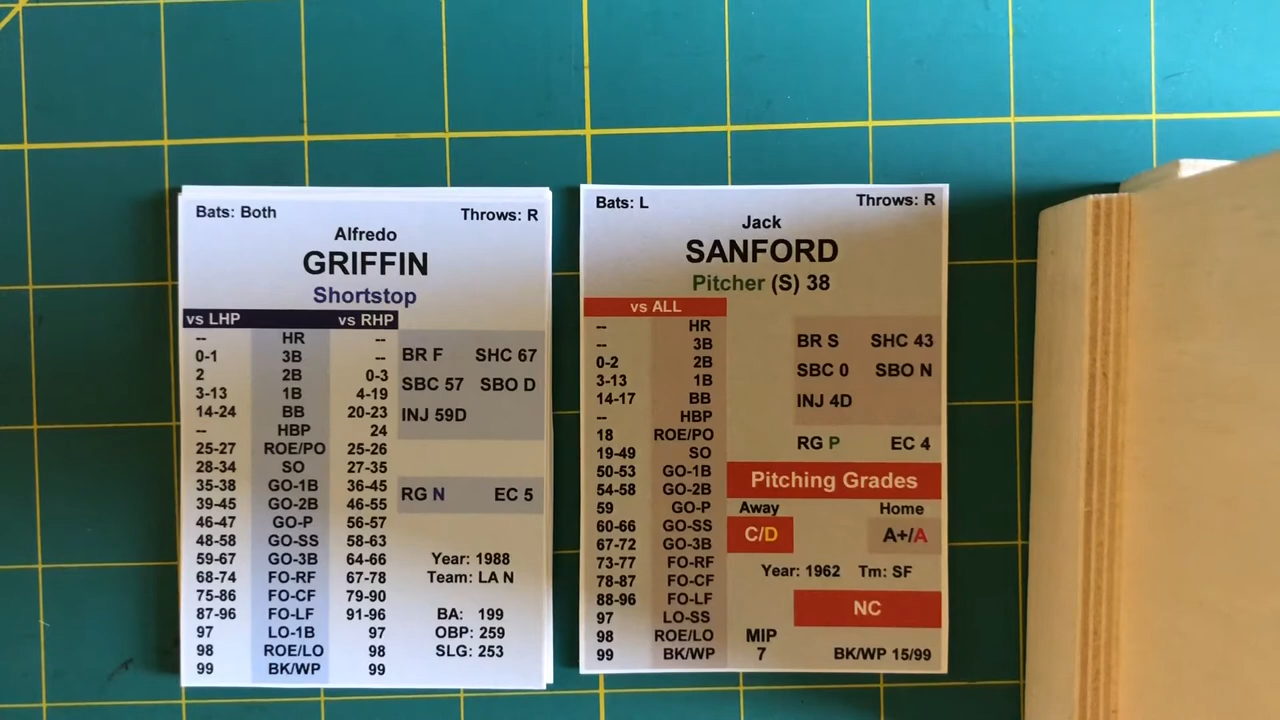 Bats: Both Throws: R
Alfredo
GRIFFIN
Shortstop
vs LHP vs RHP
-- HR --
0-1 3B --
2 2B 0-3
3-13 1B 4-19
14-24 BB 20-23
-- HBP 24
25-27 ROE/PO 25-26
28-34 SO 27-35
35-38 GO-1B 36-45
39-45 GO-2B 46-55
46-47 GO-P 56-57
48-58 GO-SS 58-63
59-67 GO-3B 64-66
68-74 FO-RF 67-78
75-86 FO-CF 79-90
87-96 FO-LF 91-96
97 LO-1B 97
98 ROE/LO 98
99 BK/WP 99
BR F SHC 67
SBC 57 SBO D
INJ 59D
RG N EC 5
Year: 1988
Team: LA N
BA: 199
OBP: 259
SLG: 253
Bats: L Throws: R
Jack
SANFORD
Pitcher (S) 38
vs ALL
-- HR
-- 3B
0-2 2B
3-13 1B
14-17 BB
-- HBP
18 ROE/PO
19-49 SO
50-53 GO-1B
54-58 GO-2B
59 GO-P
60-66 GO-SS
67-72 GO-3B
73-77 FO-RF
78-87 FO-CF
88-96 FO-LF
97 LO-SS
98 ROE/LO
99 BK/WP
BR S SHC 43
SBC 0 SBO N
INJ 4D
RG P EC 4
Pitching Grades
Away Home
C/D A+/A
Year: 1962 Tm: SF
NC
MIP
7 BK/WP 15/99